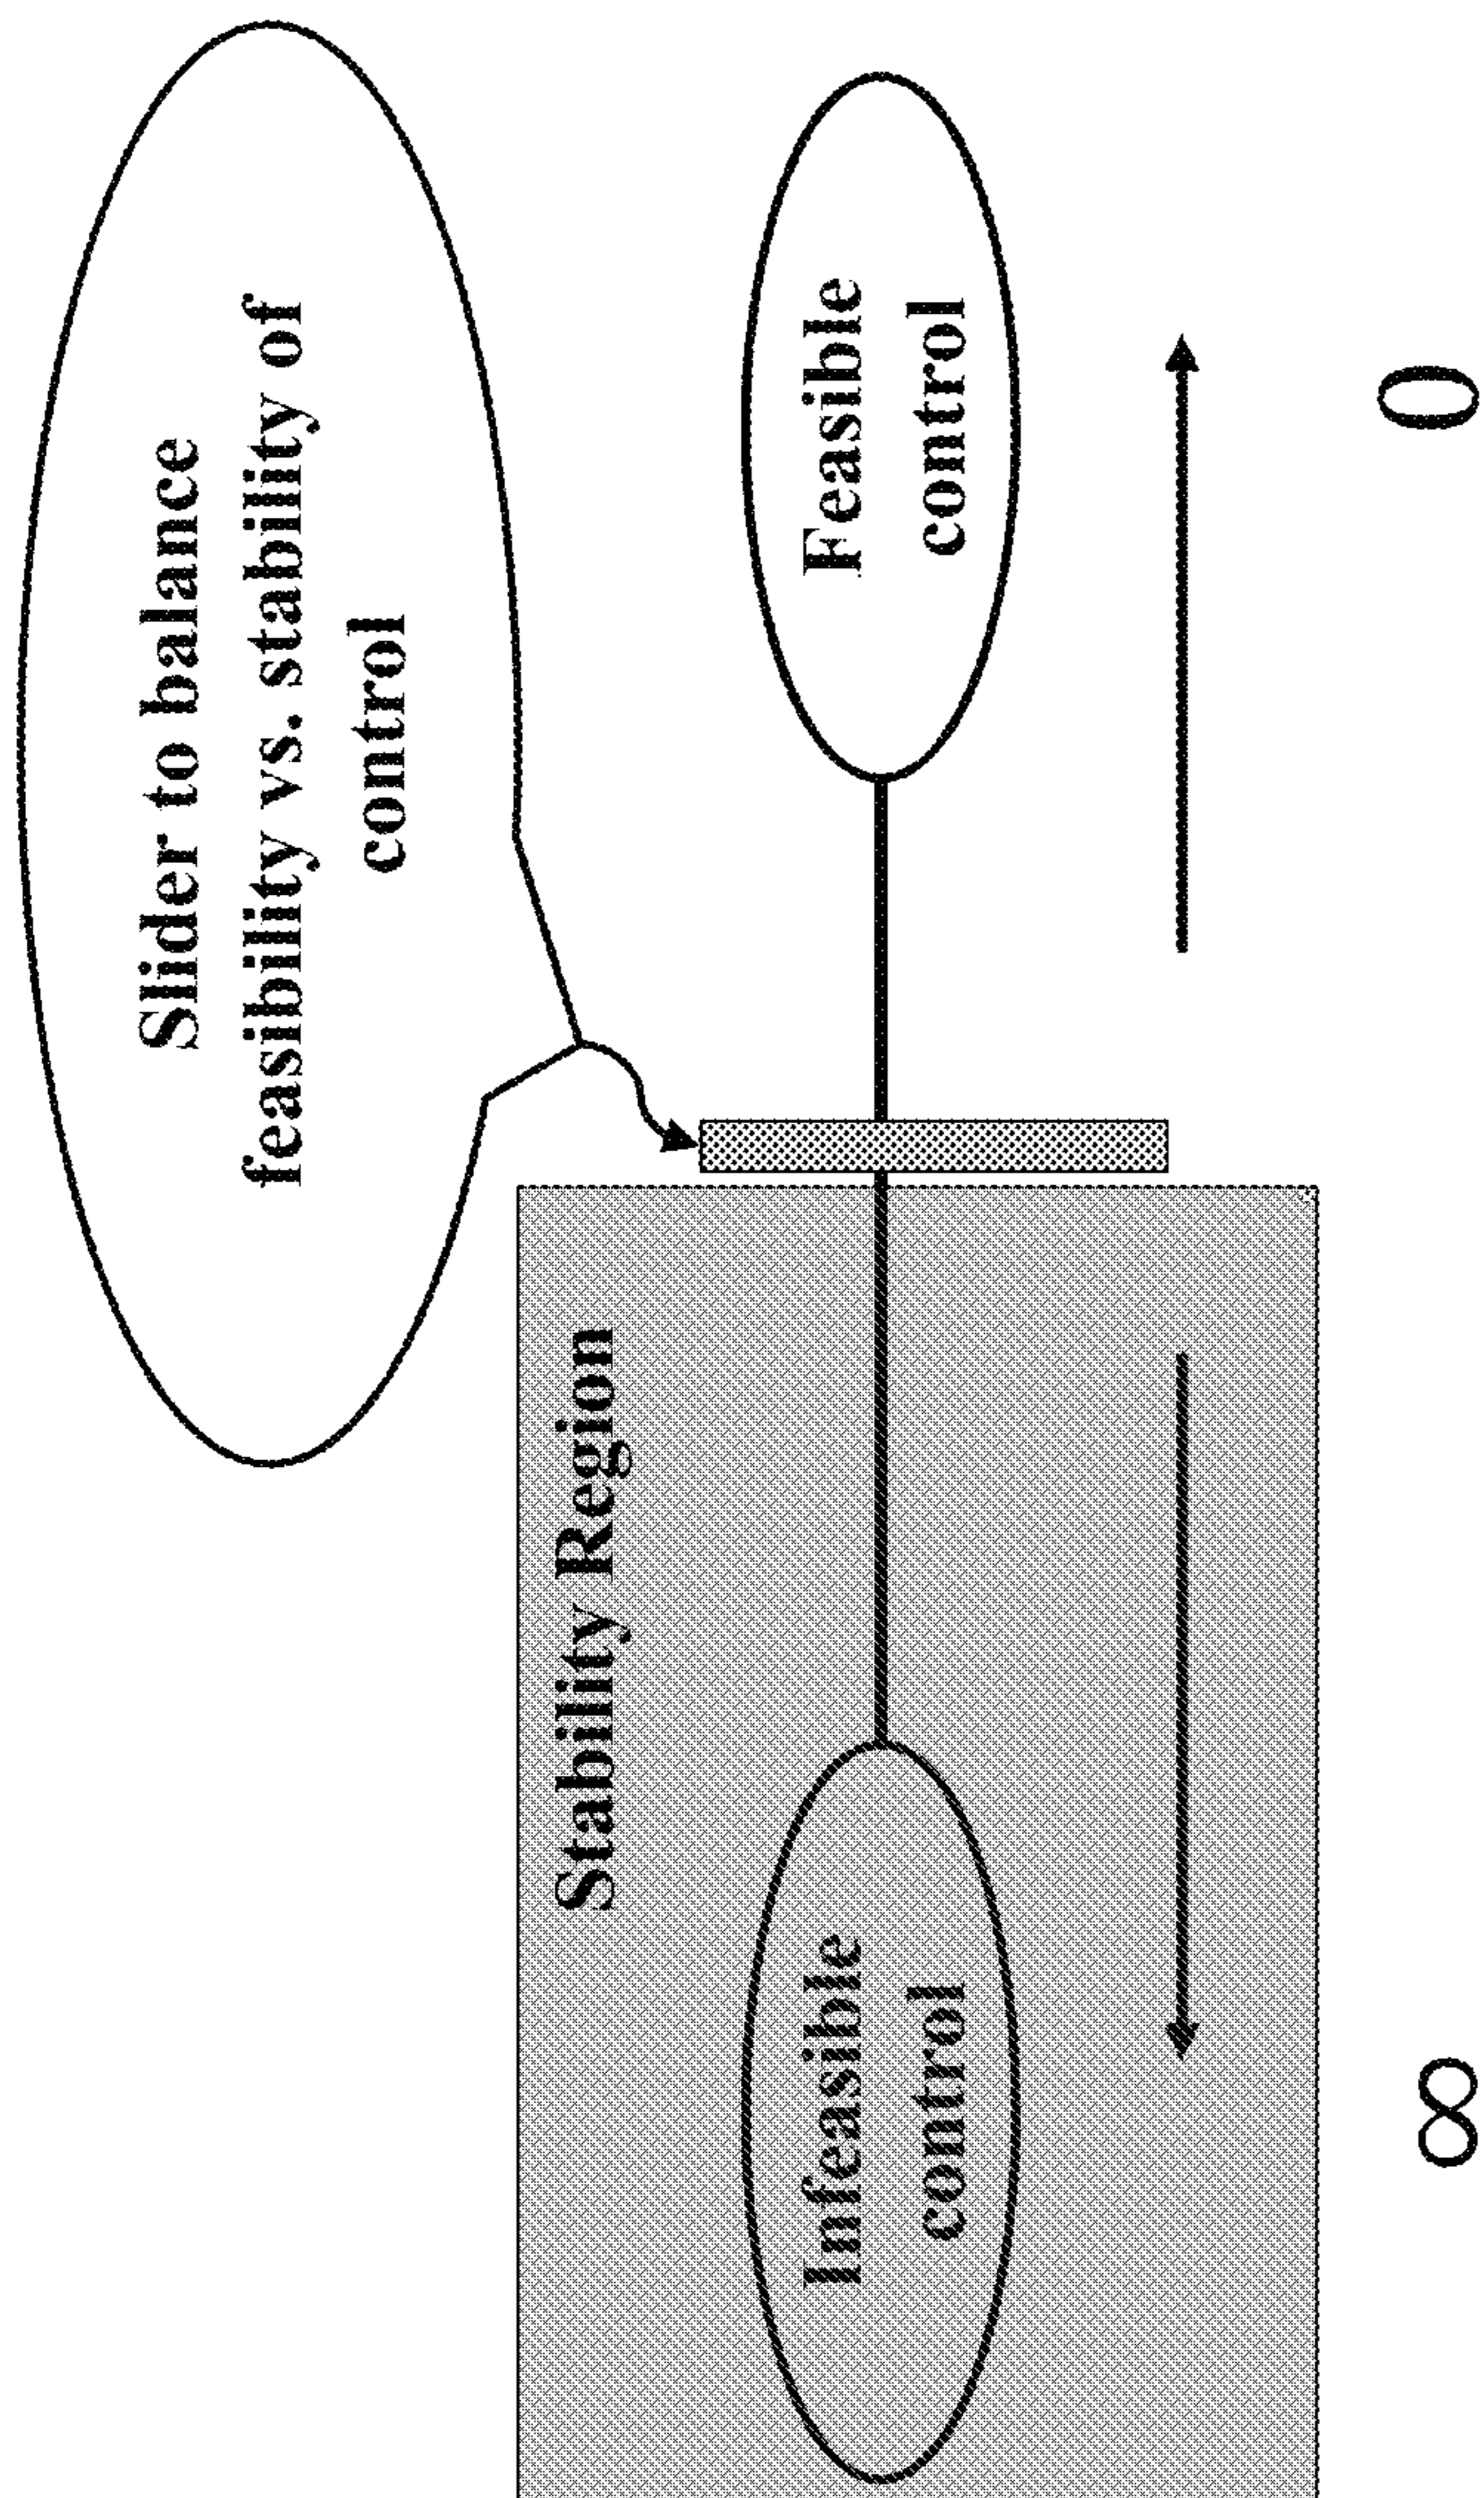 Slider to balance
feasibility vs. stability of
control
Stability Region
Infeasible
control
Feasible
control
∞
0